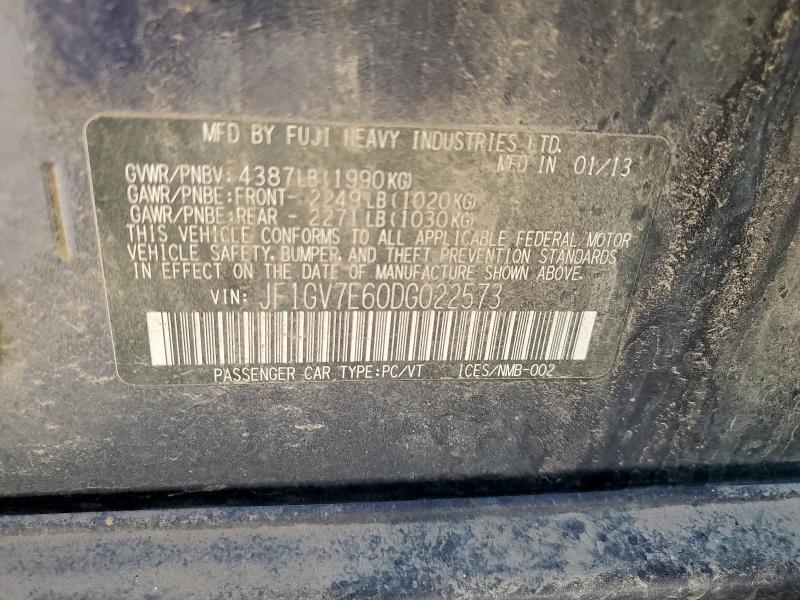 MFD BY FUJI HEAVY INDUSTRIES LTD.
MFD IN 01/13
GVWR/PNBV: 4387LB(1990KG)
GAWR/PNBE:FRONT- 2249LB(1020KG)
GAWR/PNBE:REAR - 2271LB(1030KG)
THIS VEHICLE CONFORMS TO ALL APPLICABLE FEDERAL MOTOR
VEHICLE SAFETY, BUMPER, AND THEFT PREVENTION STANDARDS
IN EFFECT ON THE DATE OF MANUFACTURE SHOWN ABOVE.
VIN: JF1GV7E60DG022573
PASSENGER CAR TYPE:PC/VT ICES/NMB-002